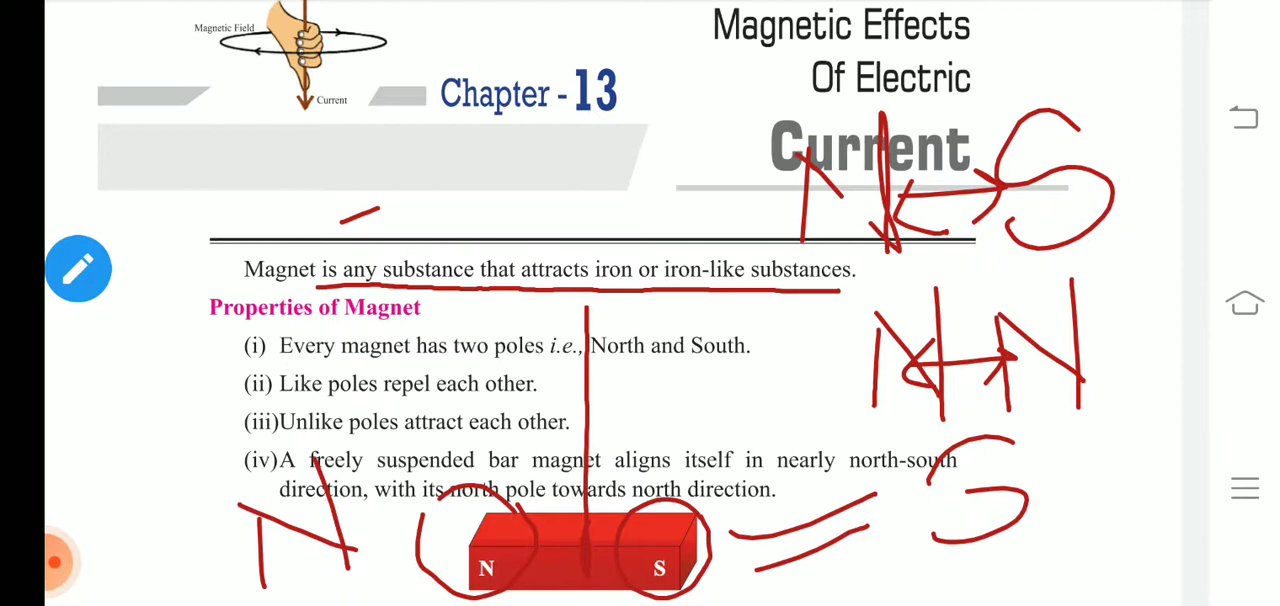 Magnetic Field
Current
Chapter - 13
Magnetic Effects
Of Electric
Current
N S
Magnet is any substance that attracts iron or iron-like substances.
Properties of Magnet
(i) Every magnet has two poles i.e., North and South.
(ii) Like poles repel each other.
(iii)Unlike poles attract each other.
(iv)A freely suspended bar magnet aligns itself in nearly north-south
direction, with its north pole towards north direction.
N N
N = S
N S